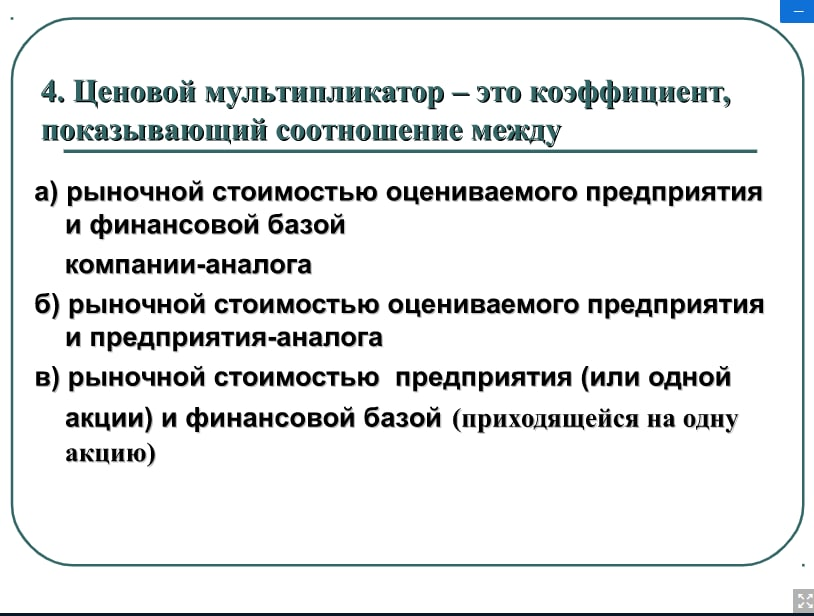 4. Ценовой мультипликатор – это коэффициент,
показывающий соотношение между
а) рыночной стоимостью оцениваемого предприятия
и финансовой базой
компании-аналога
б) рыночной стоимостью оцениваемого предприятия
и предприятия-аналога
в) рыночной стоимостью  предприятия (или одной
акции) и финансовой базой (приходящейся на одну
акцию)